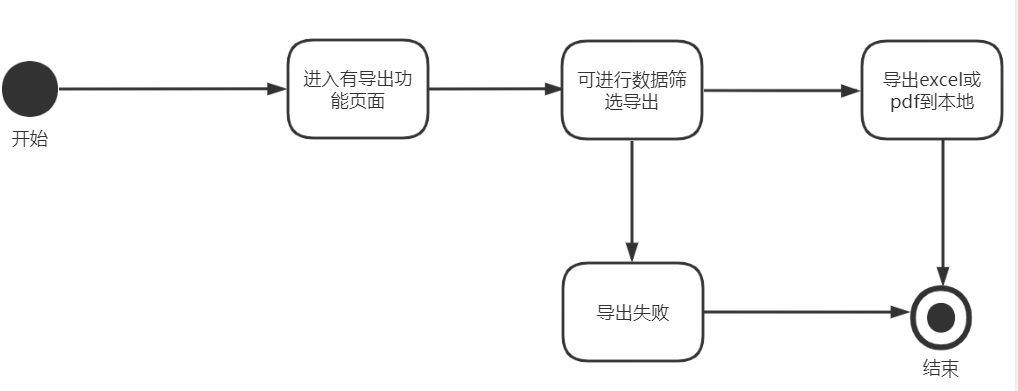 开始
进入有导出功
能页面
可进行数据筛
选导出
导出excel或
pdf到本地
导出失败
结束